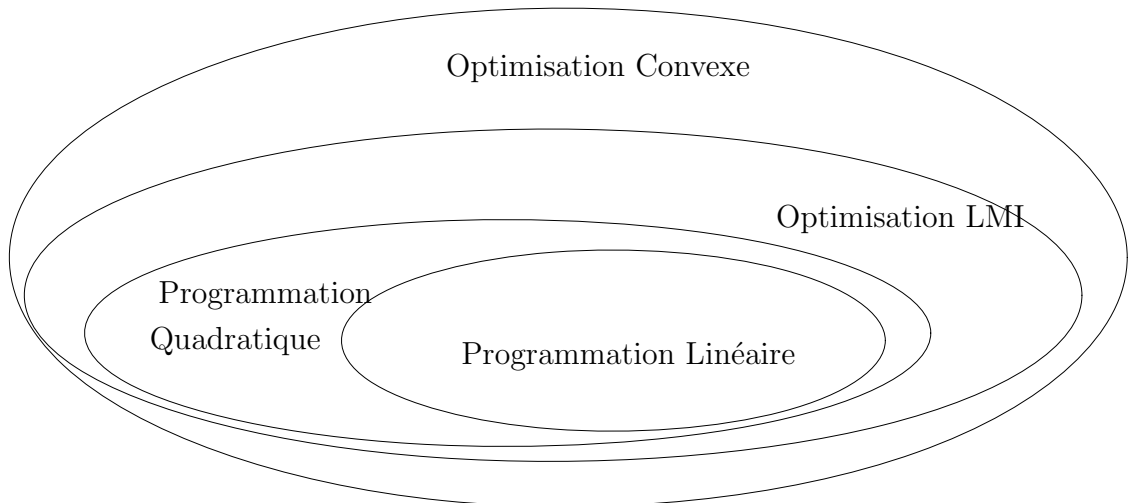 Optimisation Convexe
Optimisation LMI
Programmation
Quadratique
Programmation Linéaire